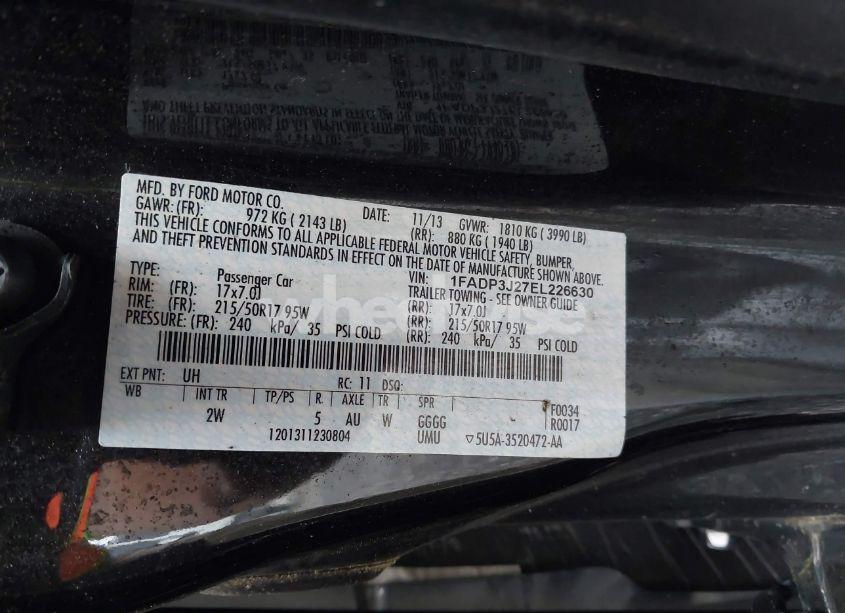 MFD. BY FORD MOTOR CO. DATE: 11/13 GVWR: 1810 KG ( 3990 LB)
GAWR: (FR): 972 KG ( 2143 LB) (RR): 880 KG ( 1940 LB)
THIS VEHICLE CONFORMS TO ALL APPLICABLE FEDERAL MOTOR VEHICLE SAFETY, BUMPER,
AND THEFT PREVENTION STANDARDS IN EFFECT ON THE DATE OF MANUFACTURE SHOWN ABOVE.
VIN: 1FADP3J27EL226630
TYPE: Passenger Car TRAILER TOWING - SEE OWNER GUIDE
RIM: (FR): 17x7.0J (RR): 17x7.0J
TIRE: (FR): 215/50R17 95W (RR): 215/50R17 95W
PRESSURE: (FR): 240 kPa/ 35 PSI COLD (RR): 240 kPa/ 35 PSI COLD
EXT PNT: UH RC: 11 DSQ:
WB INT TR TP/PS R. AXLE TR SPR F0034
2W 5 AU W GGGG R0017
1201311230804 UMU ▽5U5A-3520472-AA